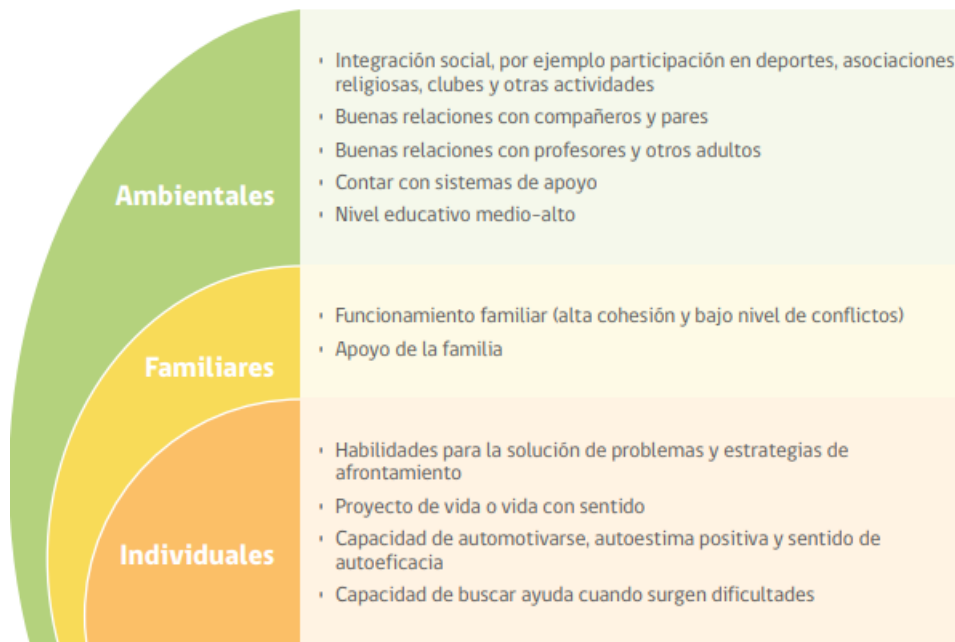 Ambientales
· Integración social, por ejemplo participación en deportes, asociaciones
religiosas, clubes y otras actividades
· Buenas relaciones con compañeros y pares
· Buenas relaciones con profesores y otros adultos
· Contar con sistemas de apoyo
· Nivel educativo medio-alto
Familiares
· Funcionamiento familiar (alta cohesión y bajo nivel de conflictos)
· Apoyo de la familia
Individuales
· Habilidades para la solución de problemas y estrategias de
afrontamiento
· Proyecto de vida o vida con sentido
· Capacidad de automotivarse, autoestima positiva y sentido de
autoeficacia
· Capacidad de buscar ayuda cuando surgen dificultades